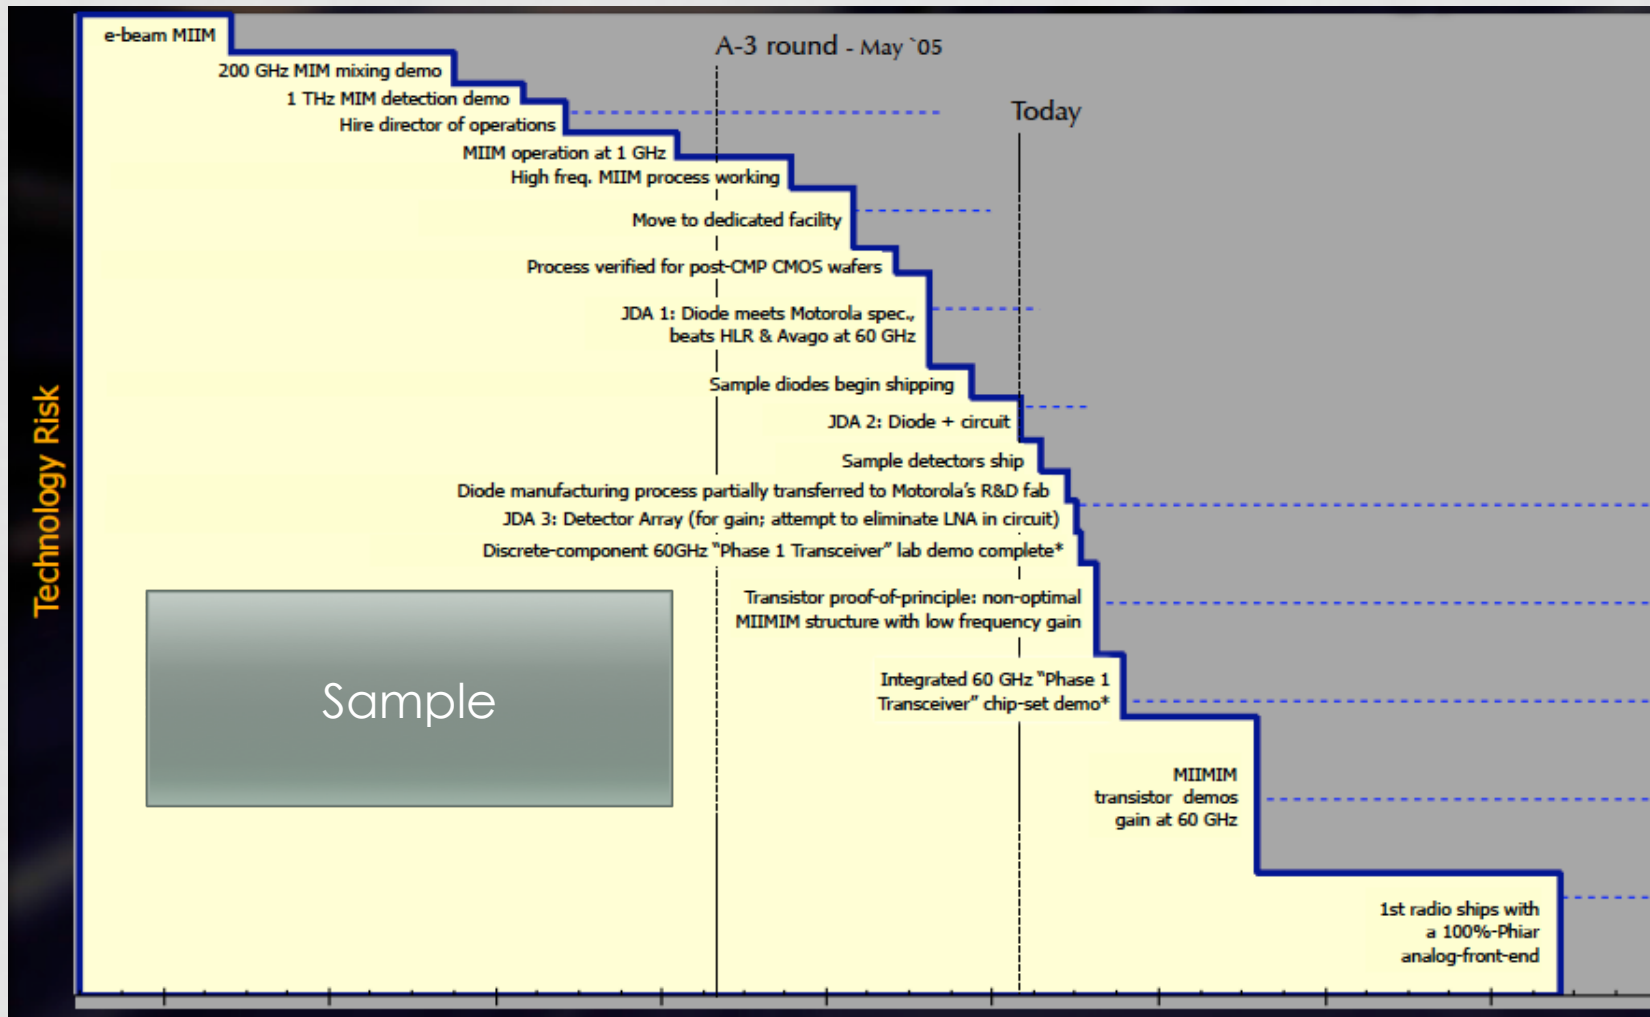 e-beam MIIM
A-3 round - May `05
200 GHz MIM mixing demo
1 THz MIM detection demo
Today
Hire director of operations
MIIM operation at 1 GHz
High freq. MIIM process working
Move to dedicated facility
Process verified for post-CMP CMOS wafers
JDA 1: Diode meets Motorola spec.,
beats HLR & Avago at 60 GHz
Sample diodes begin shipping
JDA 2: Diode + circuit
Sample detectors ship
Diode manufacturing process partially transferred to Motorola's R&D fab
JDA 3: Detector Array (for gain; attempt to eliminate LNA in circuit)
Discrete-component 60GHz "Phase 1 Transceiver" lab demo complete*
Technology Risk
Transistor proof-of-principle: non-optimal
MIIMIM structure with low frequency gain
Sample
Integrated 60 GHz "Phase 1
Transceiver" chip-set demo*
MIIMIM
transistor demos
gain at 60 GHz
1st radio ships with
a 100%-Phiar
analog-front-end